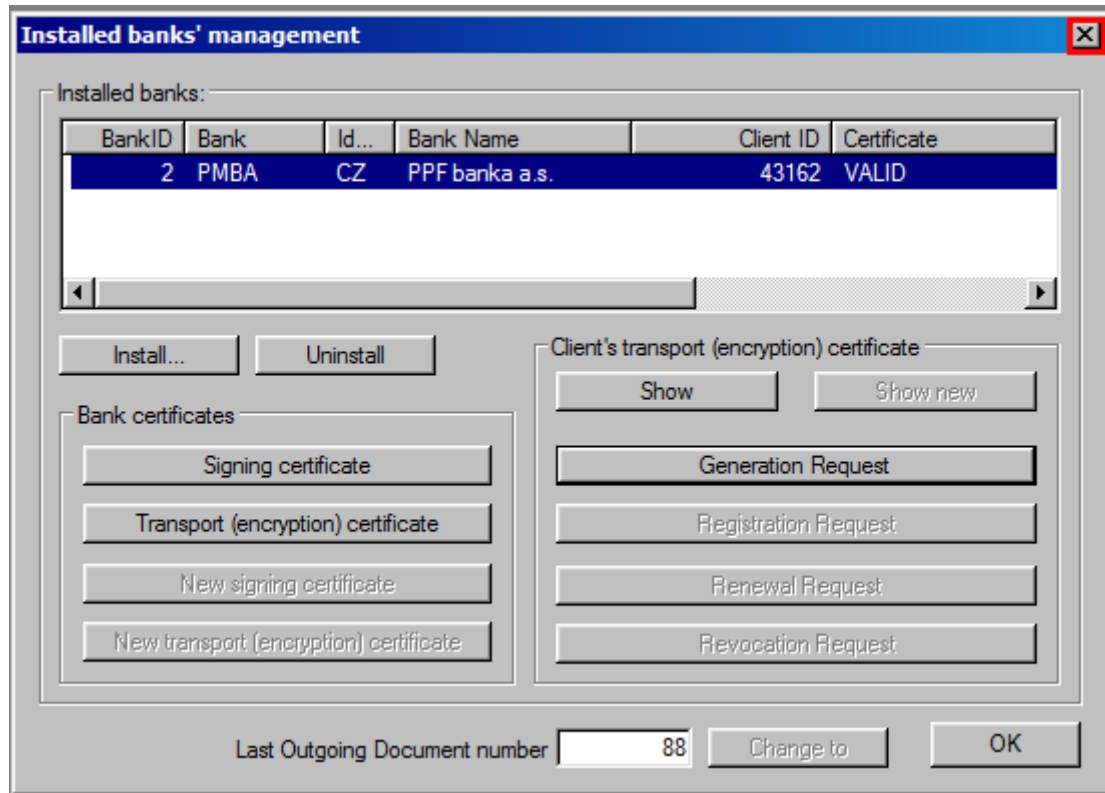 Installed banks' management
Installed banks:
BankID Bank Id... Bank Name Client ID Certificate
2 PMBA CZ PPF banka a.s. 43162 VALID
Install... Uninstall
Client's transport (encryption) certificate
Show Show new
Bank certificates
Signing certificate Generation Request
Transport (encryption) certificate Registration Request
New signing certificate Renewal Request
New transport (encryption) certificate Revocation Request
Last Outgoing Document number 88 Change to OK